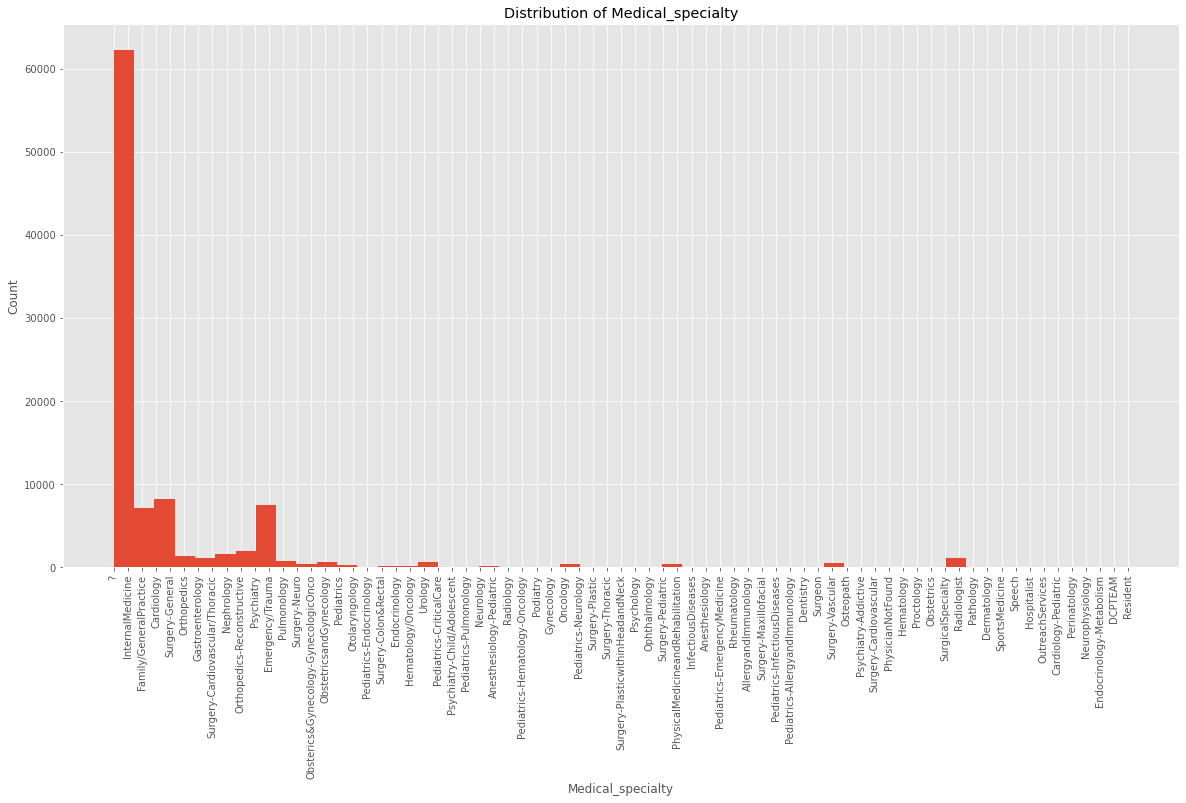 Distribution of Medical_specialty
Count
60000
50000
40000
30000
20000
10000
0
?
InternalMedicine
Family/GeneralPractice
Cardiology
Surgery-General
Orthopedics
Gastroenterology
Surgery-Cardiovascular/Thoracic
Nephrology
Orthopedics-Reconstructive
Psychiatry
Emergency/Trauma
Pulmonology
Surgery-Neuro
Obsterics&Gynecology-GynecologicOnco
ObstetricsandGynecology
Pediatrics
Otolaryngology
Pediatrics-Endocrinology
Surgery-Colon&Rectal
Endocrinology
Hematology/Oncology
Urology
Pediatrics-CriticalCare
Psychiatry-Child/Adolescent
Pediatrics-Pulmonology
Neurology
Anesthesiology-Pediatric
Radiology
Pediatrics-Hematology-Oncology
Podiatry
Gynecology
Oncology
Pediatrics-Neurology
Surgery-Plastic
Surgery-Thoracic
Surgery-PlasticwithinHeadandNeck
Psychology
Ophthalmology
Surgery-Pediatric
PhysicalMedicineandRehabilitation
InfectiousDiseases
Anesthesiology
Pediatrics-EmergencyMedicine
Rheumatology
AllergyandImmunology
Surgery-Maxillofacial
Pediatrics-InfectiousDiseases
Pediatrics-AllergyandImmunology
Dentistry
Surgeon
Surgery-Vascular
Osteopath
Psychiatry-Addictive
Surgery-Cardiovascular
PhysicianNotFound
Hematology
Proctology
Obstetrics
SurgicalSpecialty
Radiologist
Pathology
Dermatology
SportsMedicine
Speech
Hospitalist
OutreachServices
Cardiology-Pediatric
Perinatology
Neurophysiology
Endocrinology-Metabolism
DCPTEAM
Resident
Medical_specialty